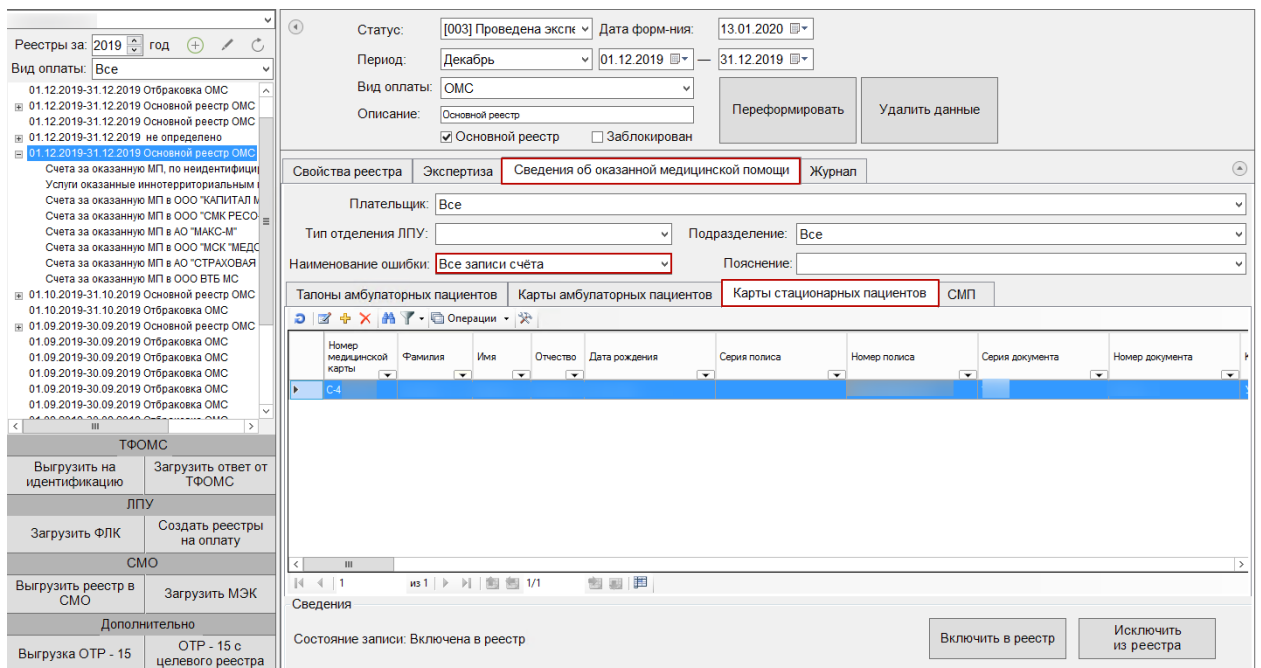 Реестры за: 2019 год
Вид оплаты: Все
01.12.2019-31.12.2019 Отбраковка ОМС
01.12.2019-31.12.2019 Основной реестр ОМС
01.12.2019-31.12.2019 Основной реестр ОМС
01.12.2019-31.12.2019 не определено
01.12.2019-31.12.2019 Основной реестр ОМС
Счета за оказанную МП, по неидентифици
Услуги оказанные иннотерриториальным
Счета за оказанную МП в ООО "КАПИТАЛ М
Счета за оказанную МП в ООО "СМК РЕСО-
Счета за оказанную МП в АО "МАКС-М"
Счета за оказанную МП в ООО "МСК "МЕДС
Счета за оказанную МП в АО "СТРАХОВАЯ
Счета за оказанную МП в ООО ВТБ МС
01.10.2019-31.10.2019 Основной реестр ОМС
01.10.2019-31.10.2019 Отбраковка ОМС
01.09.2019-30.09.2019 Основной реестр ОМС
01.09.2019-30.09.2019 Отбраковка ОМС
01.09.2019-30.09.2019 Отбраковка ОМС
01.09.2019-30.09.2019 Отбраковка ОМС
01.09.2019-30.09.2019 Отбраковка ОМС
01.09.2019-30.09.2019 Отбраковка ОМС
ТФОМС
Выгрузить на идентификацию
Загрузить ответ от ТФОМС
ЛПУ
Загрузить ФЛК
Создать реестры на оплату
СМО
Выгрузить реестр в СМО
Загрузить МЭК
Дополнительно
Выгрузка ОТР - 15
ОТР - 15 с целевого реестра
Статус: [003] Проведена экспе Дата форм-ния: 13.01.2020
Период: Декабрь 01.12.2019 — 31.12.2019
Вид оплаты: ОМС
Описание: Основной реестр
Основной реестр Заблокирован
Переформировать Удалить данные
Свойства реестра Экспертиза Сведения об оказанной медицинской помощи Журнал
Плательщик: Все
Тип отделения ЛПУ: Подразделение: Все
Наименование ошибки: Все записи счёта Пояснение:
Талоны амбулаторных пациентов Карты амбулаторных пациентов Карты стационарных пациентов СМП
Операции
Номер медицинской карты Фамилия Имя Отчество Дата рождения Серия полиса Номер полиса Серия документа Номер документа
С-4
1 из 1 1/1
Сведения
Состояние записи: Включена в реестр
Включить в реестр
Исключить из реестра